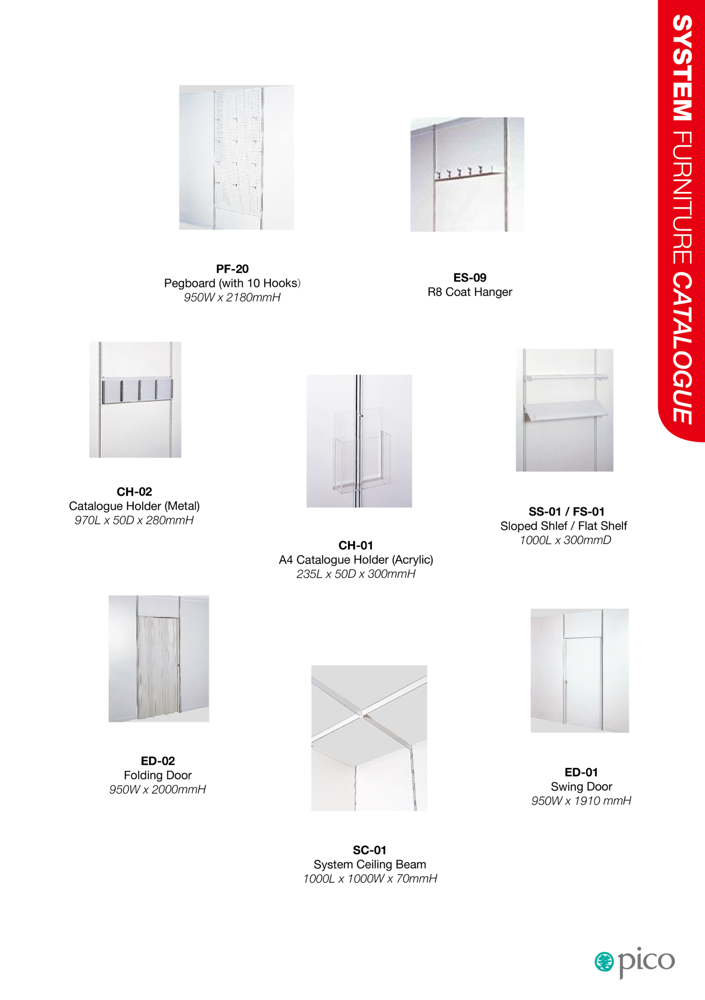 SYSTEM FURNITURE CATALOGUE
PF-20
Pegboard (with 10 Hooks)
950W x 2180mmH
ES-09
R8 Coat Hanger
CH-02
Catalogue Holder (Metal)
970L x 50D x 280mmH
CH-01
A4 Catalogue Holder (Acrylic)
235L x 50D x 300mmH
SS-01 / FS-01
Sloped Shlef / Flat Shelf
1000L x 300mmD
ED-02
Folding Door
950W x 2000mmH
SC-01
System Ceiling Beam
1000L x 1000W x 70mmH
ED-01
Swing Door
950W x 1910 mmH
pico